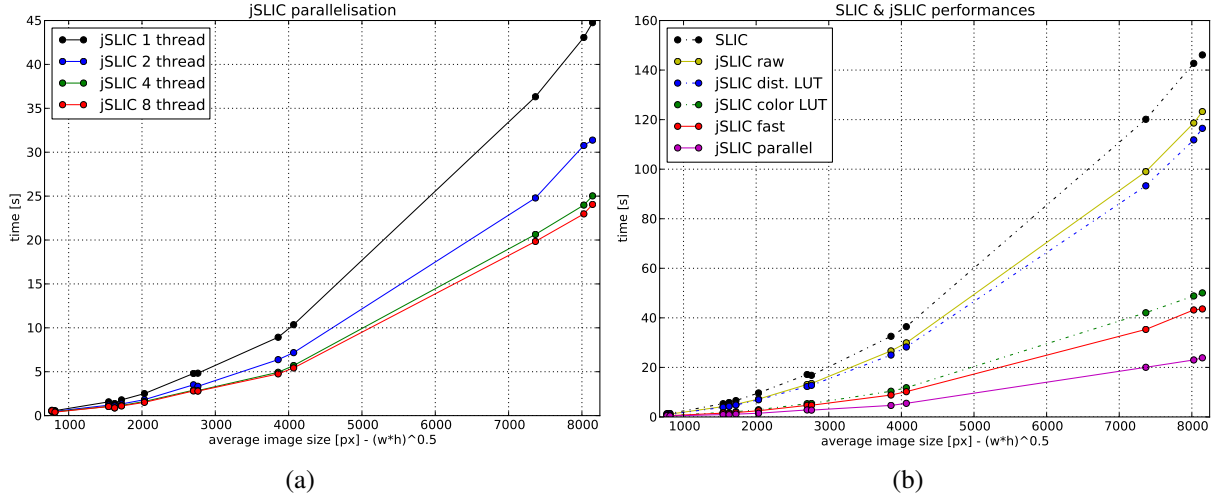 jSLIC parallelisation
45
40
35
30
25
20
15
10
5
0
time [s]
jSLIC 1 thread
jSLIC 2 thread
jSLIC 4 thread
jSLIC 8 thread
1000 2000 3000 4000 5000 6000 7000 8000
average image size [px] - (w*h)^0.5
(a)
SLIC & jSLIC performances
160
140
120
100
80
60
40
20
0
time [s]
SLIC
jSLIC raw
jSLIC dist. LUT
jSLIC color LUT
jSLIC fast
jSLIC parallel
1000 2000 3000 4000 5000 6000 7000 8000
average image size [px] - (w*h)^0.5
(b)